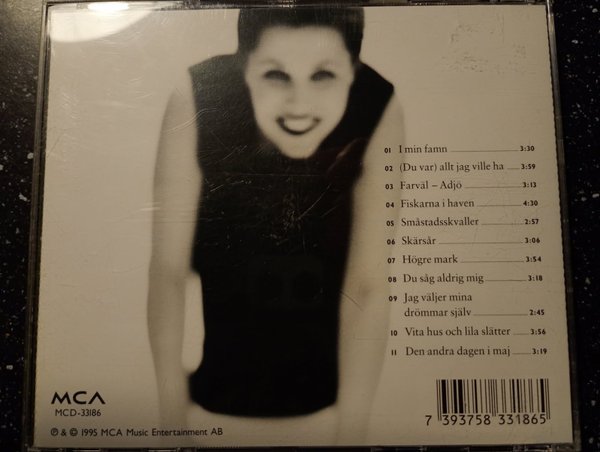 01 I min famn 3:30
02 (Du var) allt jag ville ha 3:59
03 Farväl – Adjö 3:13
04 Fiskarna i haven 4:30
05 Småstadsskvaller 2:57
06 Skärsår 3:06
07 Högre mark 3:54
08 Du såg aldrig mig 3:18
09 Jag väljer mina
drömmar själv 2:45
10 Vita hus och lila slätter 3:56
11 Den andra dagen i maj 3:19
MCA
MCD-33186
℗ & © 1995 MCA Music Entertainment AB
7 393758 331865